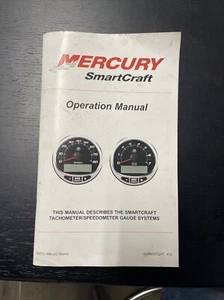 MERCURY
SmartCraft
Operation Manual
THIS MANUAL DESCRIBES THE SMARTCRAFT
TACHOMETER/SPEEDOMETER GAUGE SYSTEMS